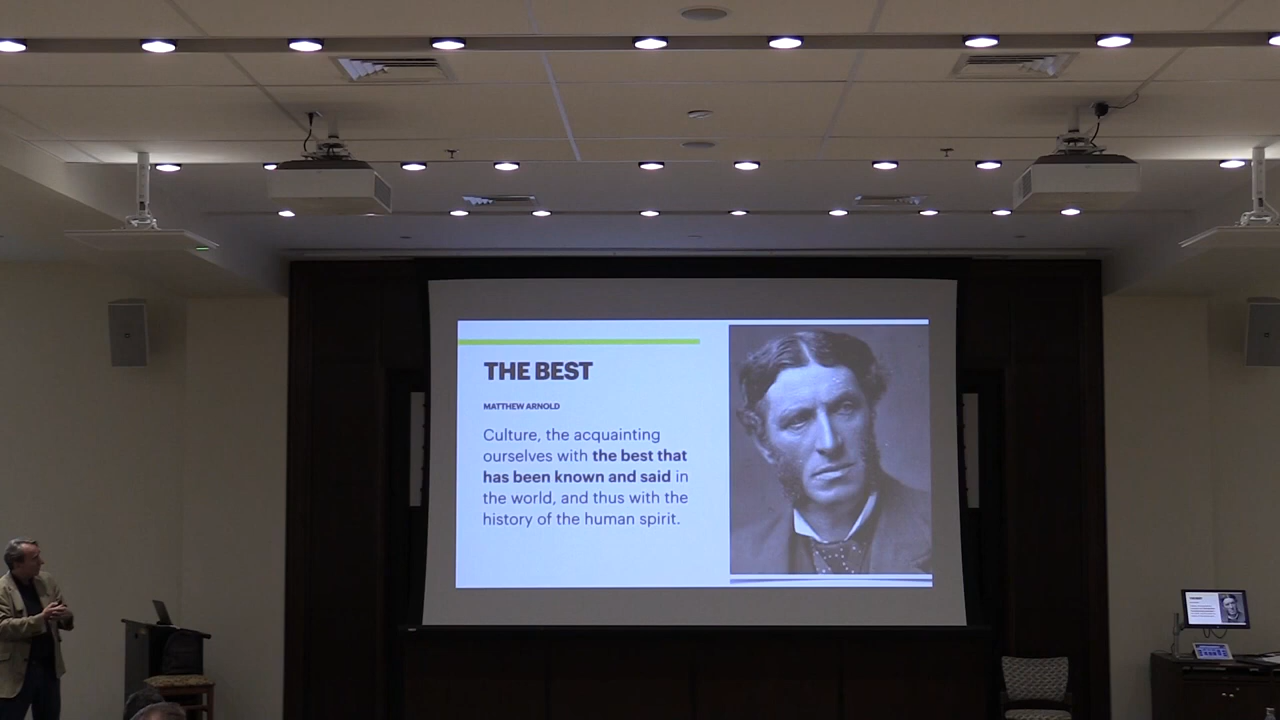 THE BEST
MATTHEW ARNOLD
Culture, the acquainting
ourselves with the best that
has been known and said in
the world, and thus with the
history of the human spirit.